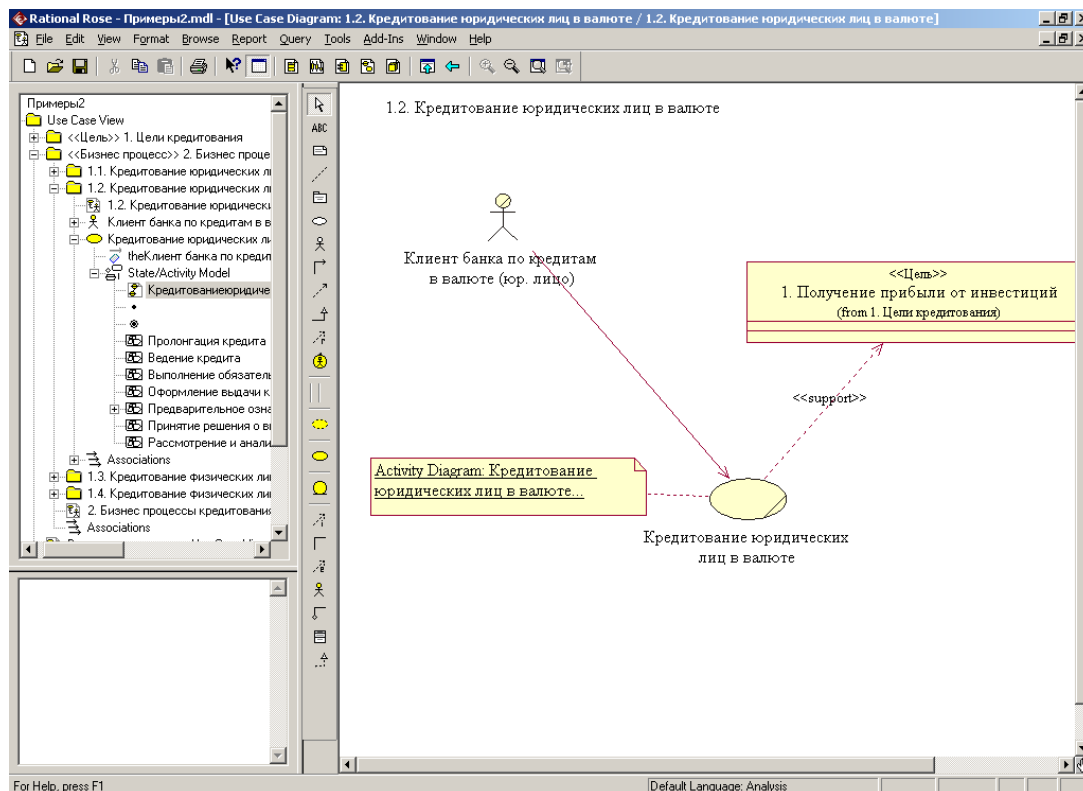 Rational Rose - Примеры2.mdl - [Use Case Diagram: 1.2. Кредитование юридических лиц в валюте / 1.2. Кредитование юридических лиц в валюте]
File Edit View Format Browse Report Query Tools Add-Ins Window Help
Примеры2
Use Case View
<<Цель>> 1. Цели кредитования
<<Бизнес процесс>> 2. Бизнес проце
1.1. Кредитование юридических л
1.2. Кредитование юридических л
1.2. Кредитование юридически
Клиент банка по кредитам в в
Кредитование юридических ли
theКлиент банка по кредит
State/Activity Model
Кредитованиеюридиче
Пролонгация кредита
Ведение кредита
Выполнение обязатель
Оформление выдачи к
Предварительное озна
Принятие решения о вы
Рассмотрение и анали
Associations
1.3. Кредитование физических ли
1.4. Кредитование физических ли
2. Бизнес процессы кредитования
Associations
ABC
1.2. Кредитование юридических лиц в валюте
Клиент банка по кредитам
в валюте (юр. лицо)
<<Цель>>
1. Получение прибыли от инвестиций
(from 1. Цели кредитования)
<<support>>
Activity Diagram: Кредитование
юридических лиц в валюте...
Кредитование юридических
лиц в валюте
For Help, press F1
Default Language: Analysis